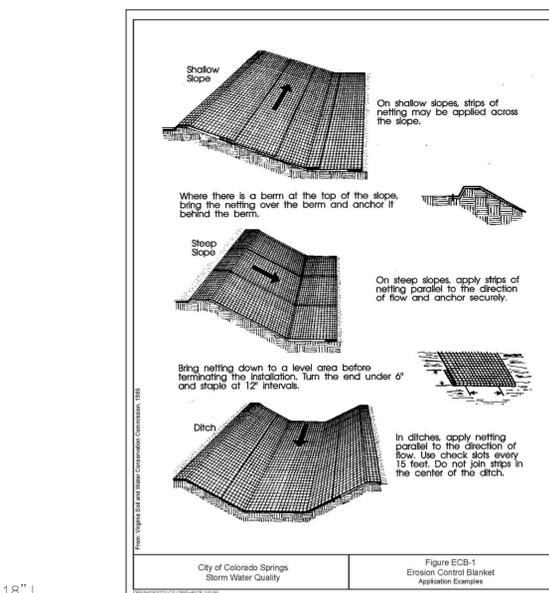 Shallow
Slope
On shallow slopes, strips of
netting may be applied across
the slope.
Where there is a berm at the top of the slope,
bring the netting over the berm and anchor it
behind the berm.
Steep
Slope
On steep slopes, apply strips of
netting parallel to the direction
of flow and anchor securely.
Bring netting down to a level area before
terminating the installation. Turn the end under 6"
and staple at 12" intervals.
Ditch
In ditches, apply netting
parallel to the direction of
flow. Use check slots every
15 feet. Do not join strips in
the center of the ditch.
From: Virginia Soil and Water Conservation Commission, 1985
City of Colorado Springs
Storm Water Quality
Figure ECB-1
Erosion Control Blanket
Application Examples
18"